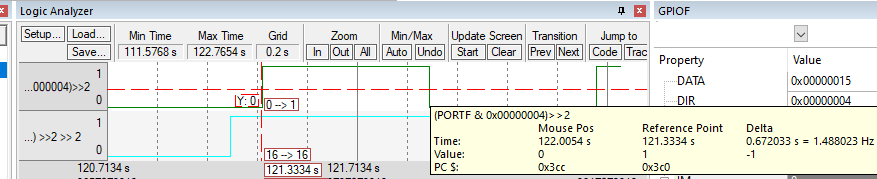 Logic Analyzer
GPIOF
Setup... Load... Min Time Max Time Grid Zoom Min/Max Update Screen Transition Jump to
Save... 111.5768 s 122.7654 s 0.2 s In Out All Auto Undo Start Clear Prev Next Code Trac
Property Value
DATA 0x00000015
DIR 0x00000004
1
...000004)>>2
0
Y: 0 0 --> 1
1
...) >>2 >> 2
0
16 --> 16
120.7134 s 121.3334 s 121.7134 s
(PORTF & 0x00000004)>>2
Mouse Pos Reference Point Delta
Time: 122.0054 s 121.3334 s 0.672033 s = 1.488023 Hz
Value: 0 1 -1
PC $: 0x3cc 0x3c0